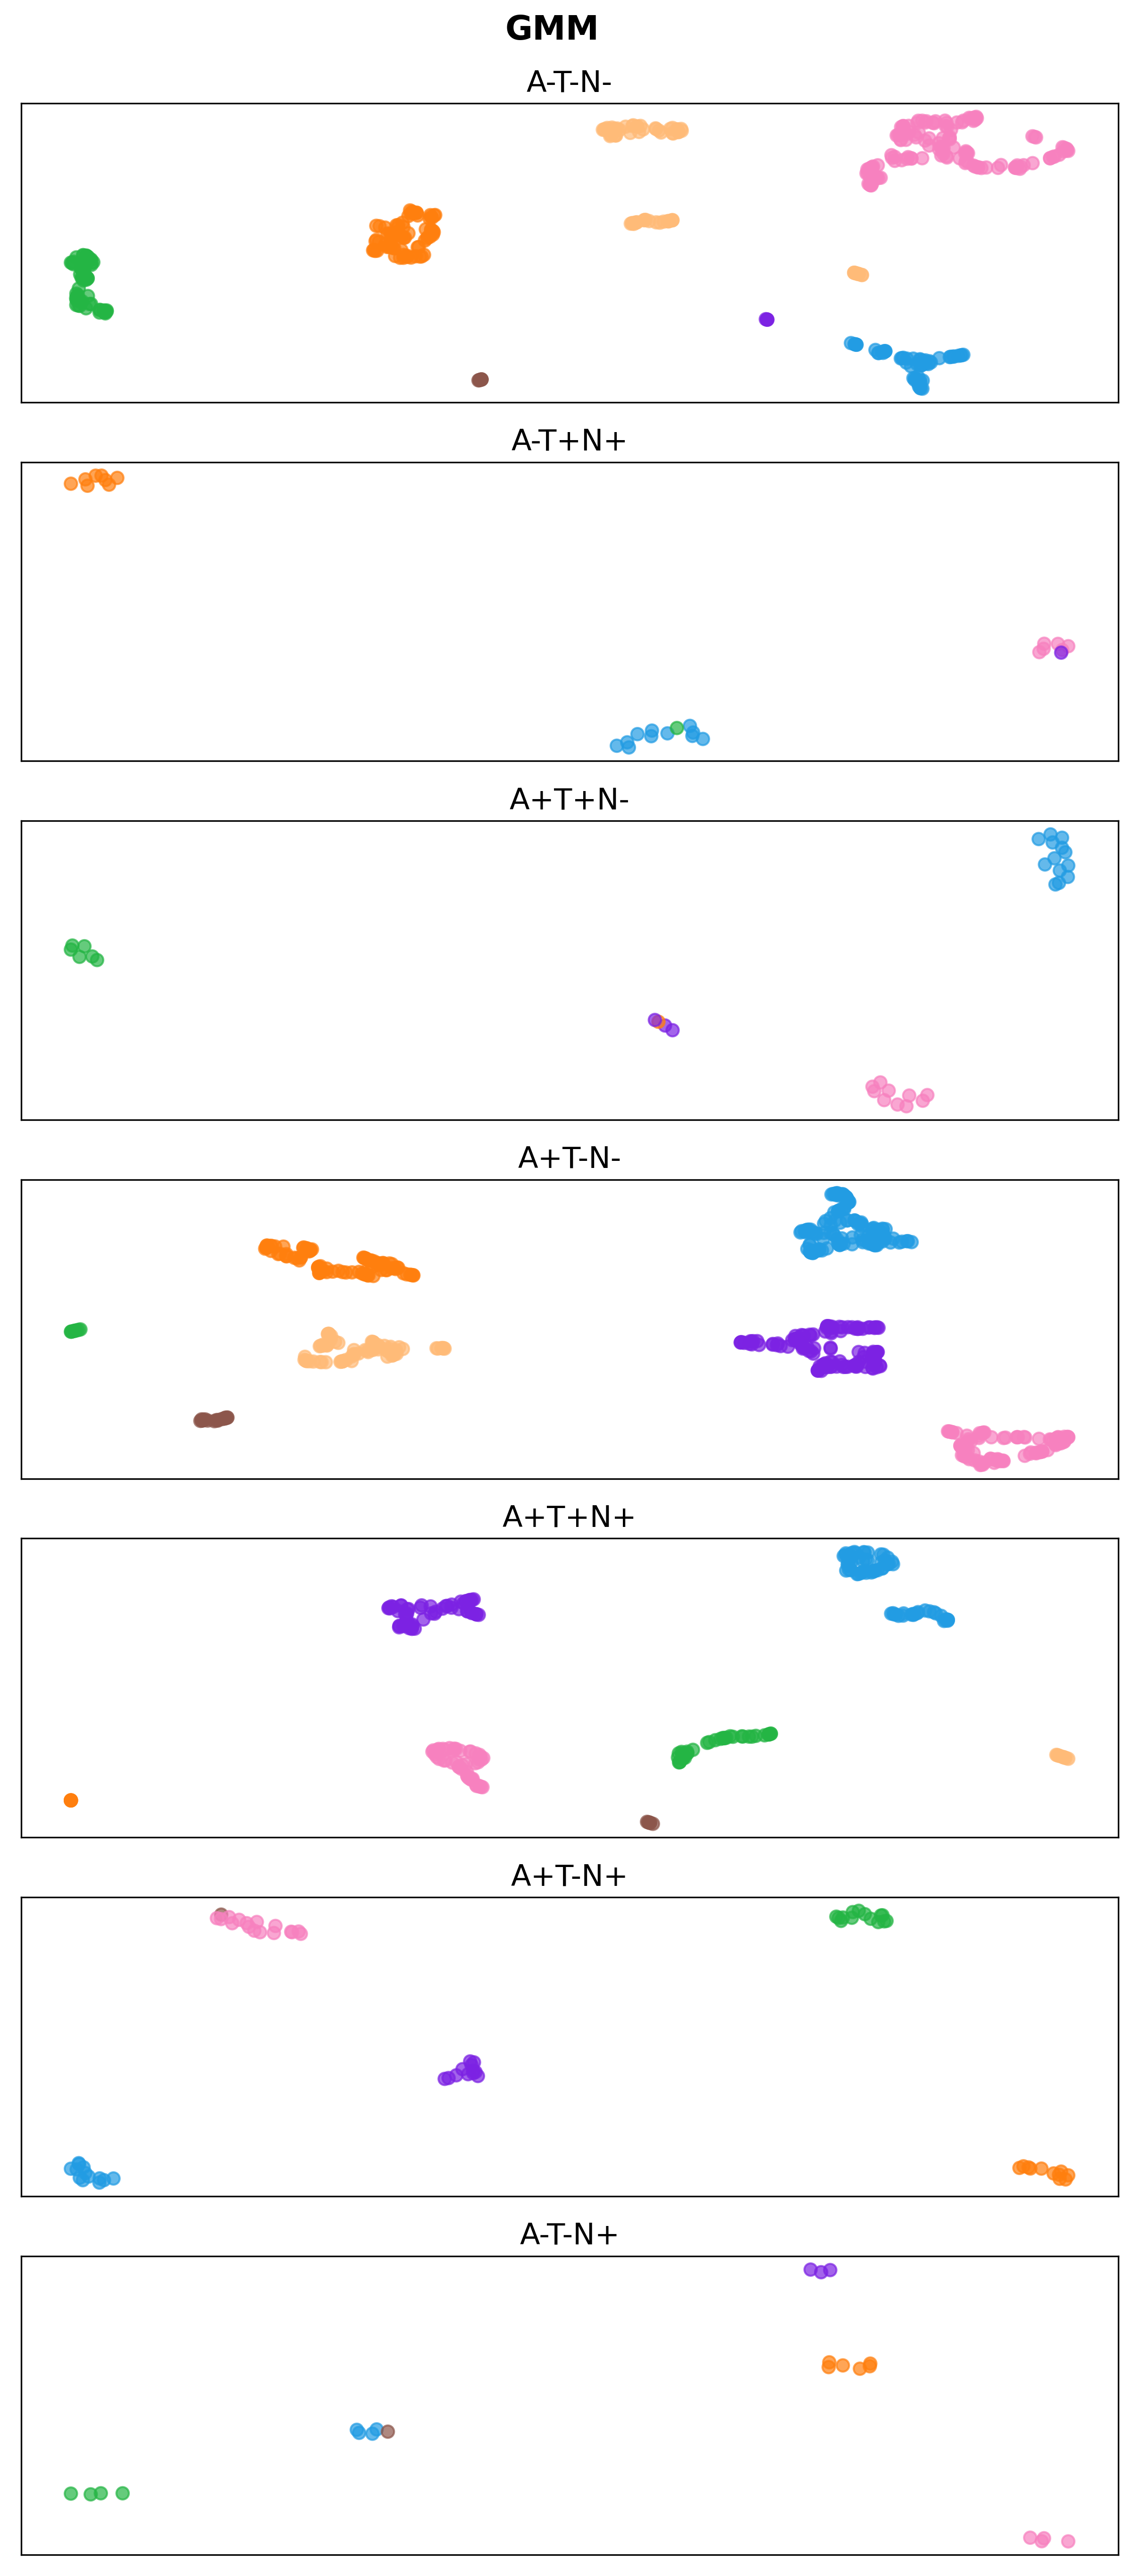 GMM
A-T-N-
A-T+N+
A+T+N-
A+T-N-
A+T+N+
A+T-N+
A-T-N+